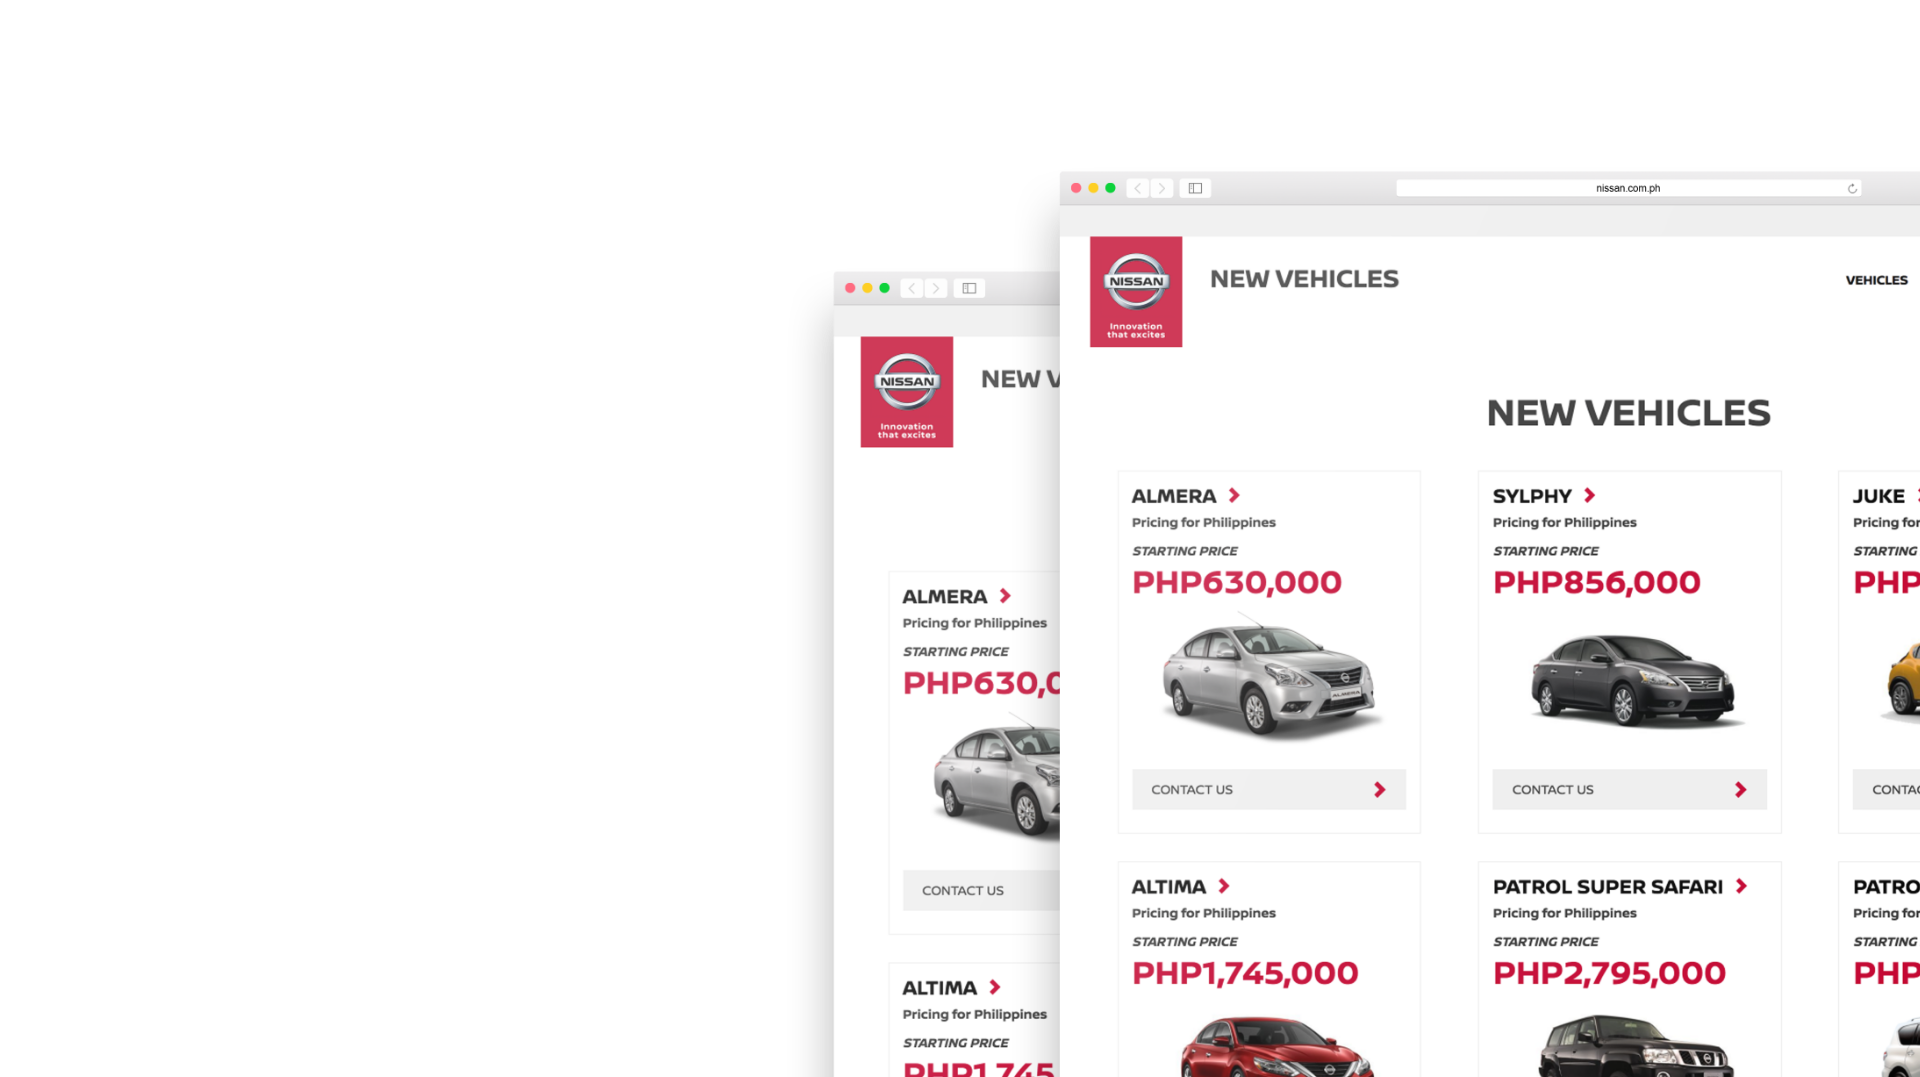 nissan.com.ph
NISSAN
Innovation
that excites
NEW VEHICLES
VEHICLES
NEW VEHICLES
ALMERA
Pricing for Philippines
STARTING PRICE
PHP630,000
ALMERA
CONTACT US
SYLPHY
Pricing for Philippines
STARTING PRICE
PHP856,000
CONTACT US
JUKE
Pricing for
STARTING
PHP
CONTAC
ALTIMA
Pricing for Philippines
STARTING PRICE
PHP1,745,000
PATROL SUPER SAFARI
Pricing for Philippines
STARTING PRICE
PHP2,795,000
PATRO
Pricing for
STARTING
PHP
NISSAN
Innovation
that excites
NEW V
ALMERA
Pricing for Philippines
STARTING PRICE
PHP630,0
CONTACT US
ALTIMA
Pricing for Philippines
STARTING PRICE
PHP1,745